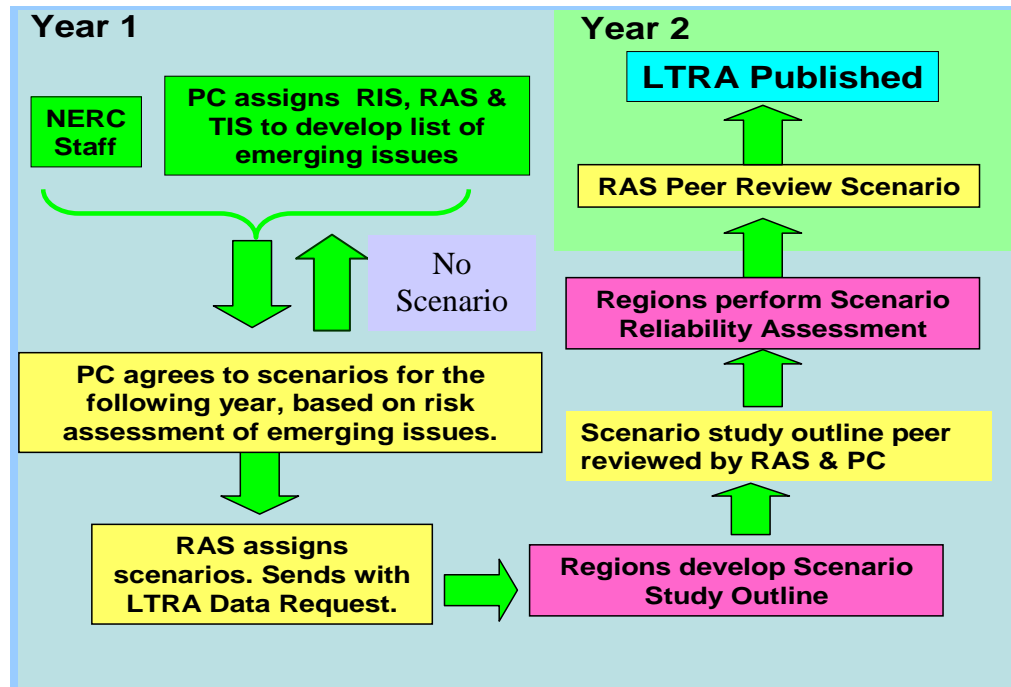 Year 1
NERC
Staff
PC assigns RIS, RAS &
TIS to develop list of
emerging issues
No
Scenario
PC agrees to scenarios for the
following year, based on risk
assessment of emerging issues.
RAS assigns
scenarios. Sends with
LTRA Data Request.
Year 2
LTRA Published
RAS Peer Review Scenario
Regions perform Scenario
Reliability Assessment
Scenario study outline peer
reviewed by RAS & PC
Regions develop Scenario
Study Outline